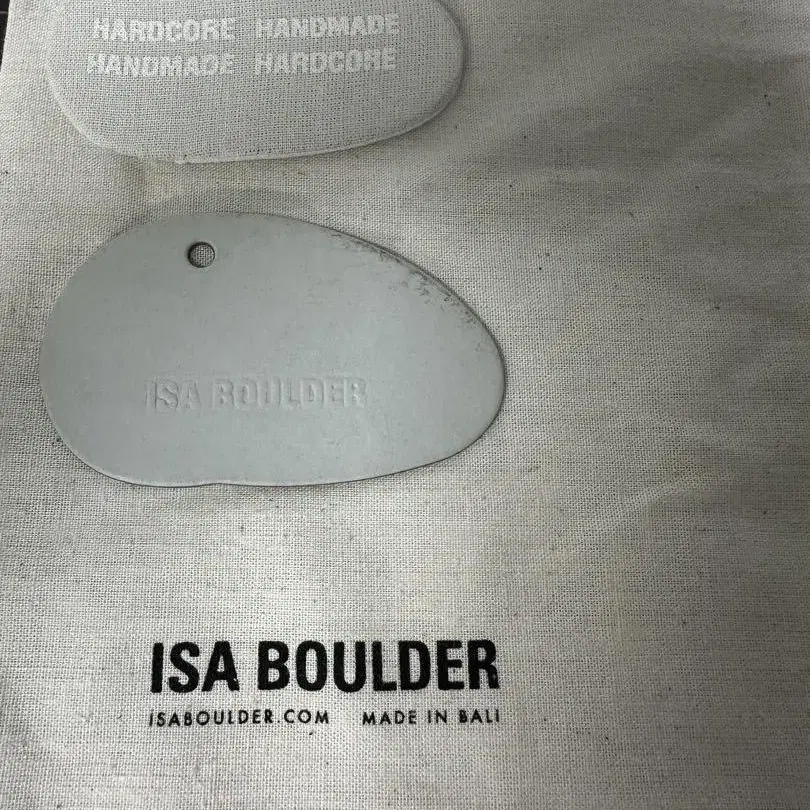 HARDCORE HANDMADE
HANDMADE HARDCORE
ISA BOULDER
ISA BOULDER
ISABOULDER.COM MADE IN BALI